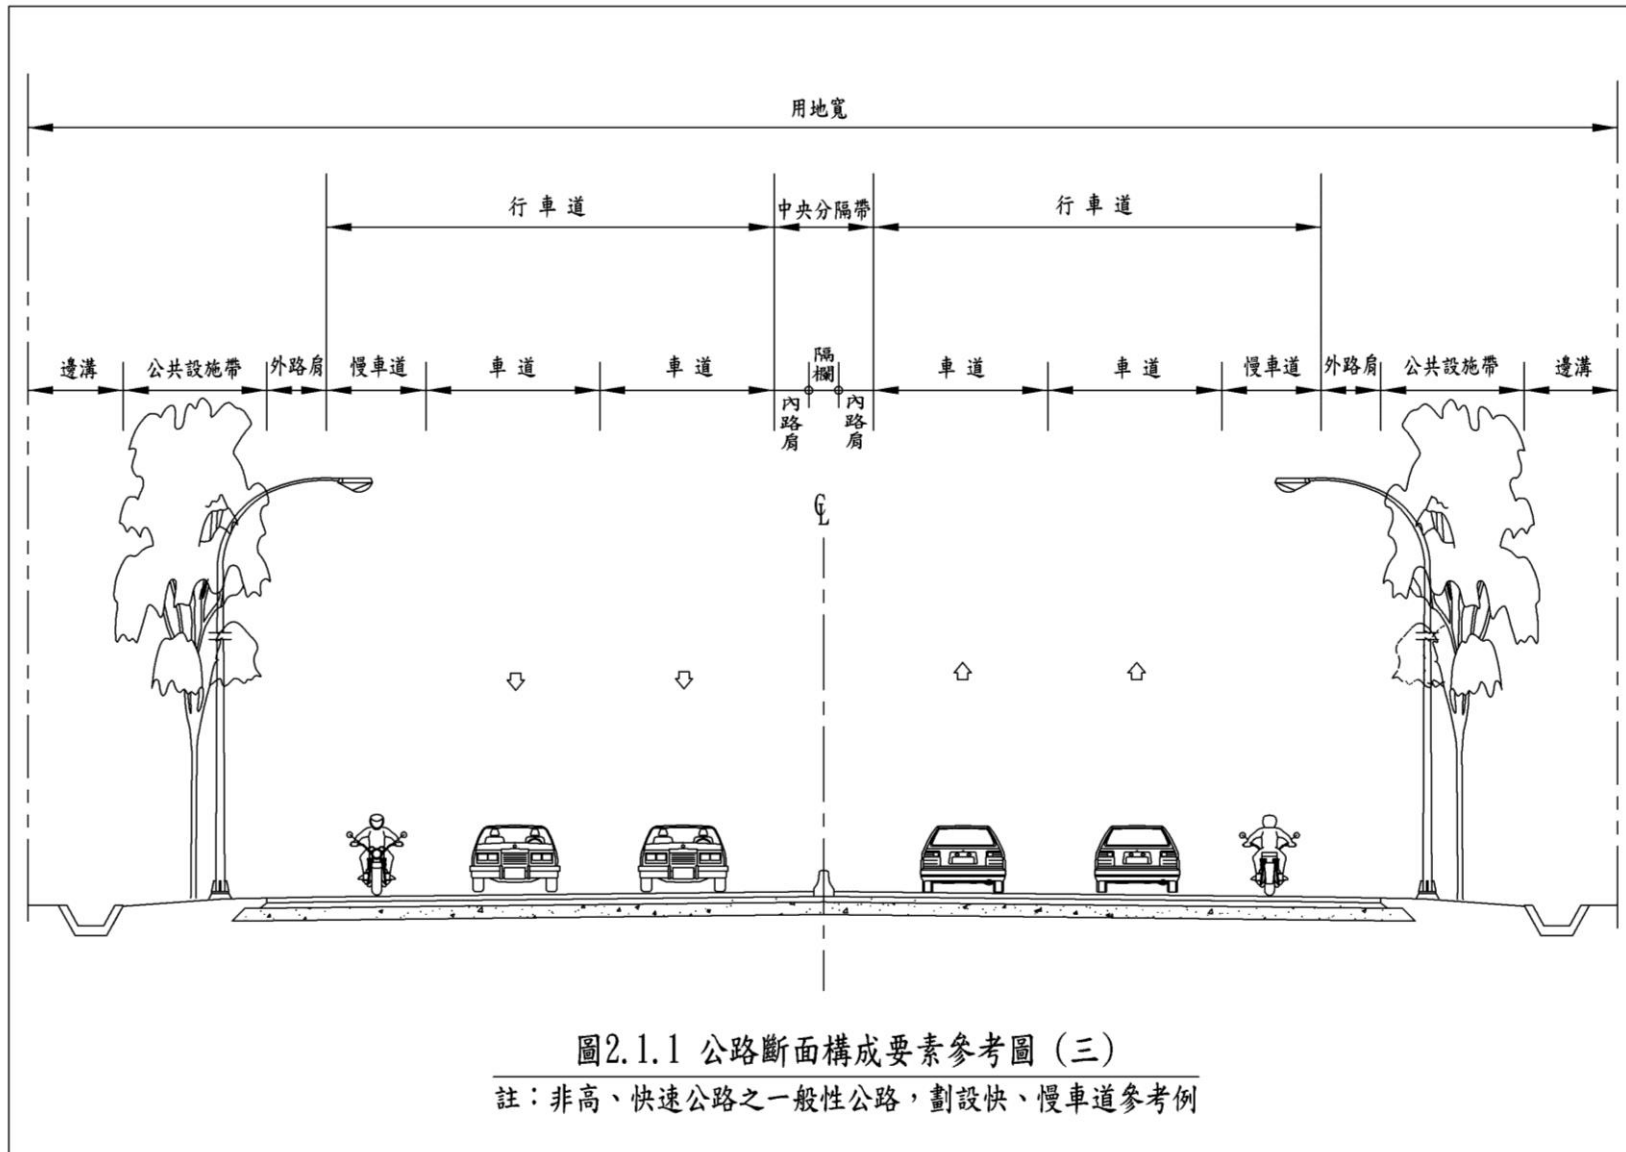 用地寬
行車道 中央分隔帶 行車道
邊溝 公共設施帶 外路肩 慢車道 車道 車道 隔欄 車道 車道 慢車道 外路肩 公共設施帶 邊溝
內路肩 內路肩
℄
圖2.1.1 公路斷面構成要素參考圖 (三)
註：非高、快速公路之一般性公路，劃設快、慢車道參考例